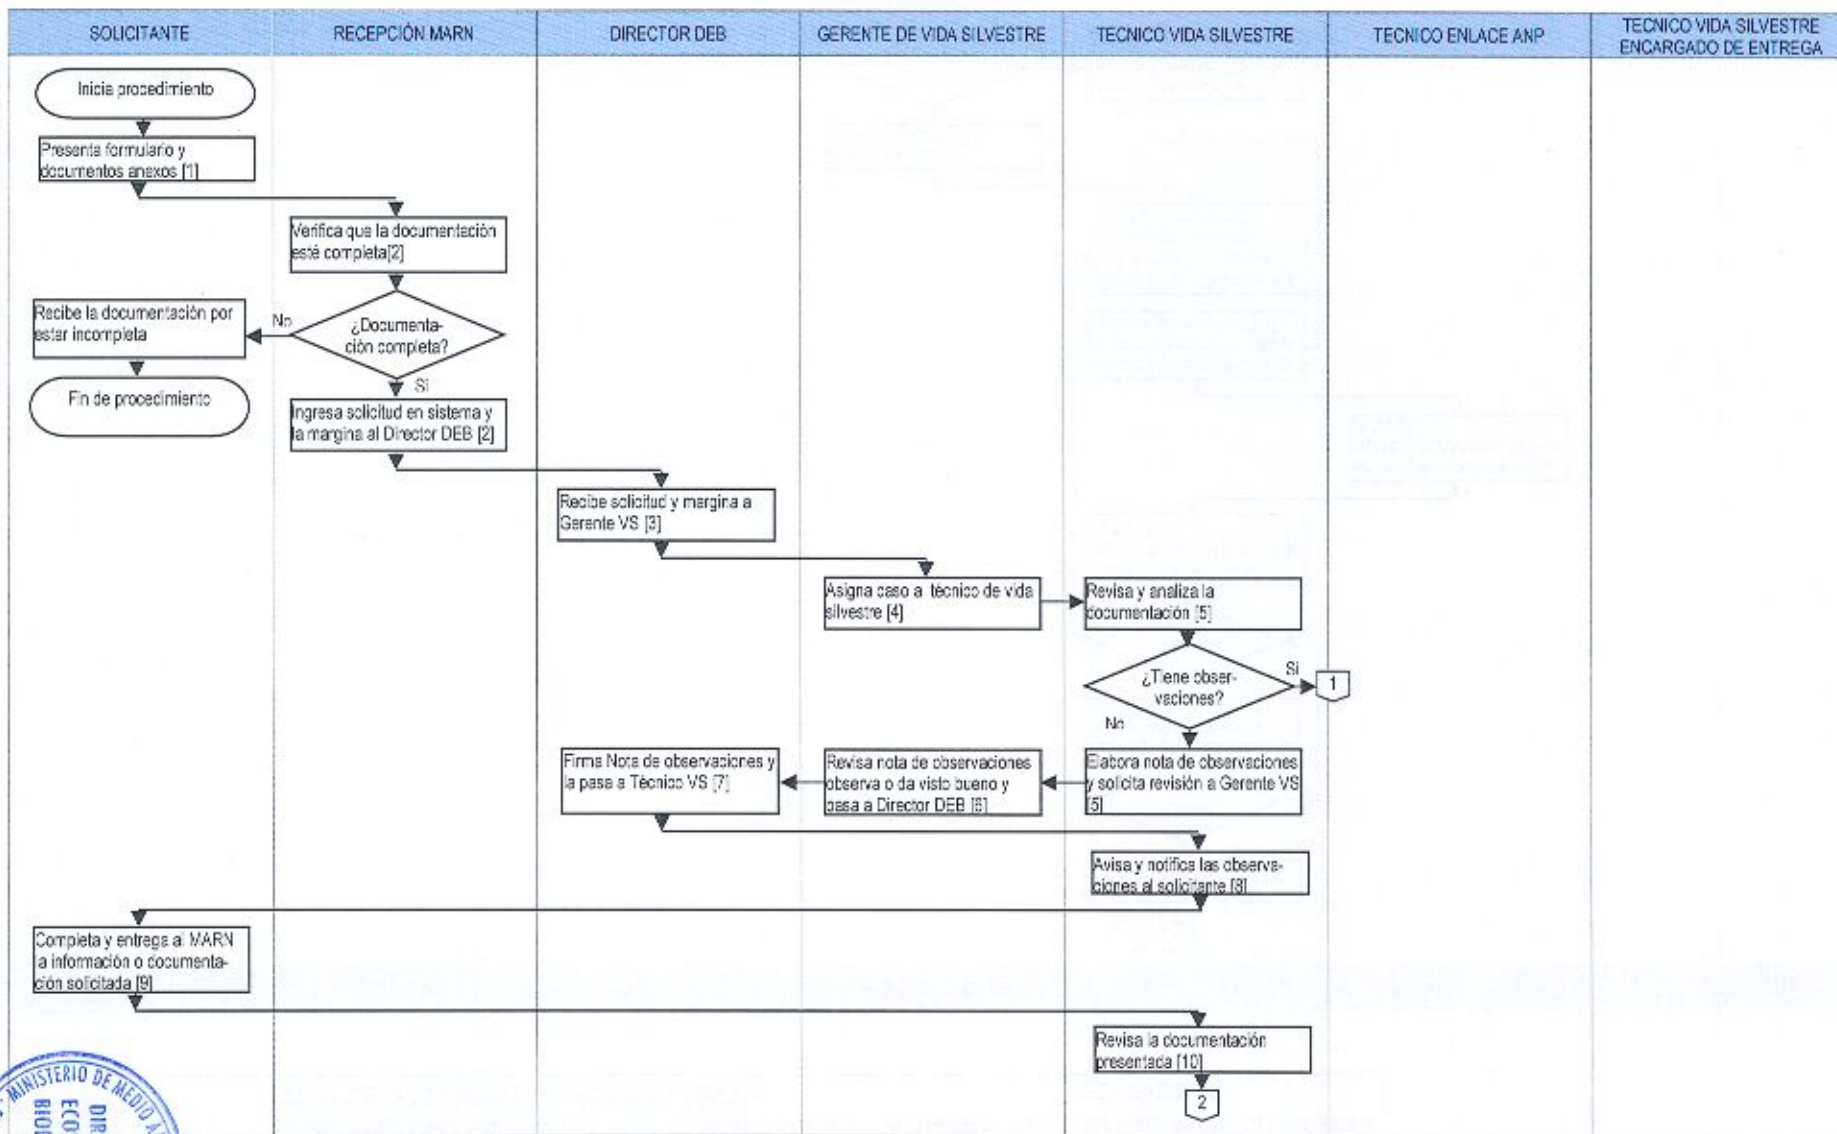 SOLICITANTE
RECEPCIÓN MARN
DIRECTOR DEB
GERENTE DE VIDA SILVESTRE
TECNICO VIDA SILVESTRE
TECNICO ENLACE ANP
TECNICO VIDA SILVESTRE
ENCARGADO DE ENTREGA
Inicia procedimiento
Presenta formulario y
documentos anexos [1]
Verifica que la documentación
esté completa[2]
¿Documenta-
ción completa?
No
Si
Recibe la documentación por
estar incompleta
Fin de procedimiento
Ingresa solicitud en sistema y
la margina al Director DEB [2]
Recibe solicitud y margina a
Gerente VS [3]
Asigna caso a técnico de vida
silvestre [4]
Revisa y analiza la
documentación [5]
¿Tiene obser-
vaciones?
Si
1
No
Elabora nota de observaciones
y solicita revisión a Gerente VS
[5]
Revisa nota de observaciones
observa o da visto bueno y
pasa a Director DEB [6]
Firma Nota de observaciones y
la pasa a Técnico VS [7]
Avisa y notifica las observa-
ciones al solicitante [8]
Completa y entrega al MARN
la información o documenta-
ción solicitada [9]
Revisa la documentación
presentada [10]
2
MINISTERIO DE MEDIO A
DIR
ECO
BIOD